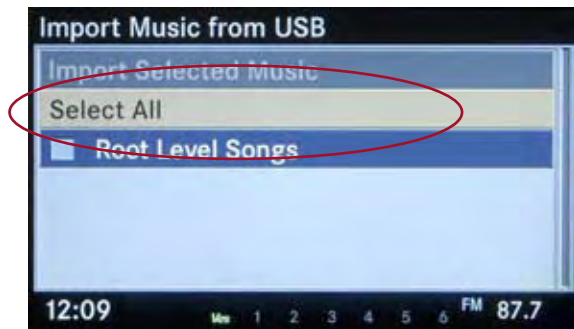 Import Music from USB
Import Selected Music
Select All
Root Level Songs
12:09 1 2 3 4 5 6 FM 87.7